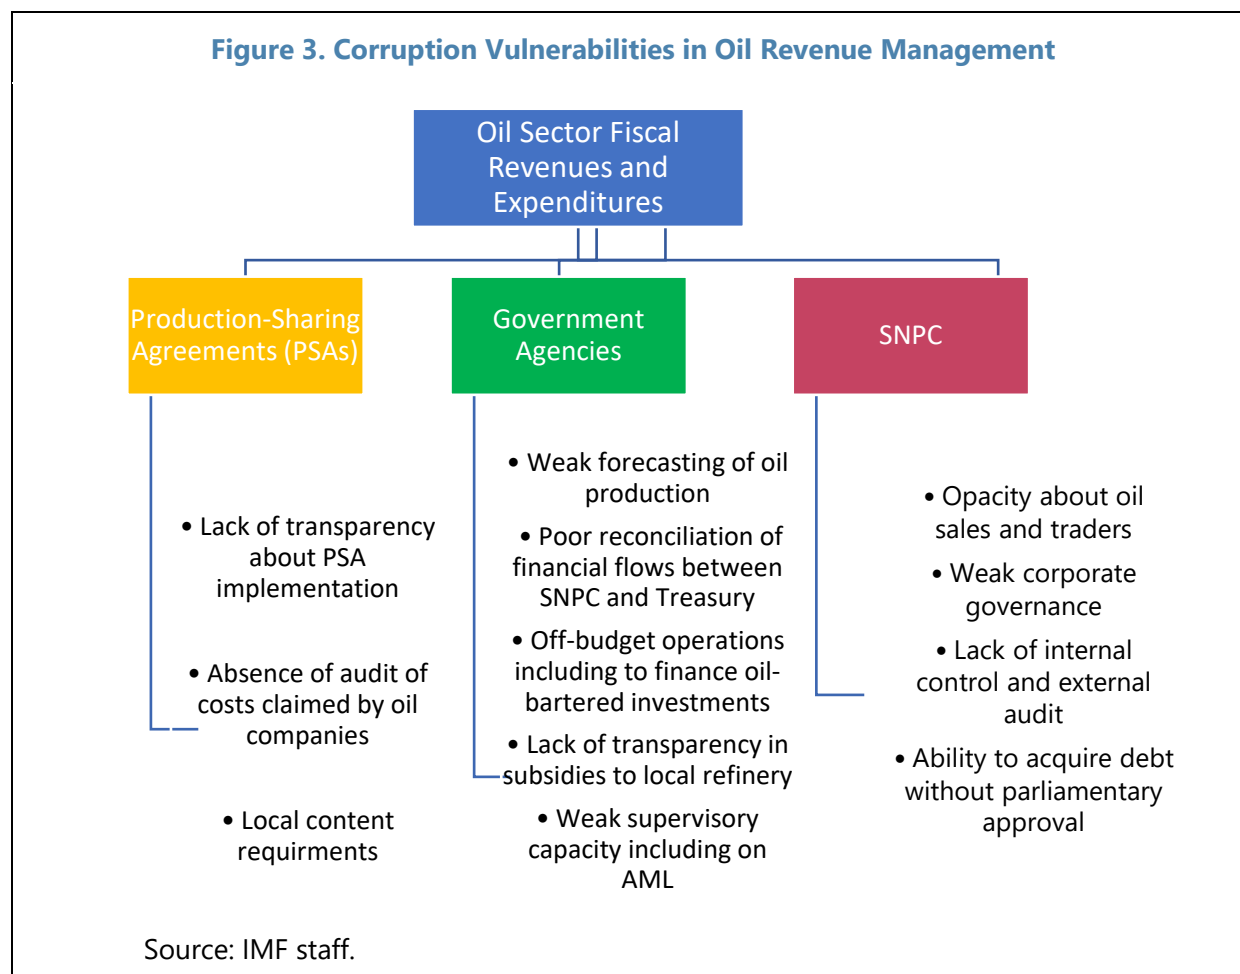 Figure 3. Corruption Vulnerabilities in Oil Revenue Management
Oil Sector Fiscal
Revenues and
Expenditures
Production-Sharing
Agreements (PSAs)
• Lack of transparency
about PSA
implementation
• Absence of audit of
costs claimed by oil
companies
• Local content
requirments
Government
Agencies
• Weak forecasting of oil
production
• Poor reconciliation of
financial flows between
SNPC and Treasury
• Off-budget operations
including to finance oil-
bartered investments
• Lack of transparency in
subsidies to local refinery
• Weak supervisory
capacity including on
AML
SNPC
• Opacity about oil
sales and traders
• Weak corporate
governance
• Lack of internal
control and external
audit
• Ability to acquire debt
without parliamentary
approval
Source: IMF staff.